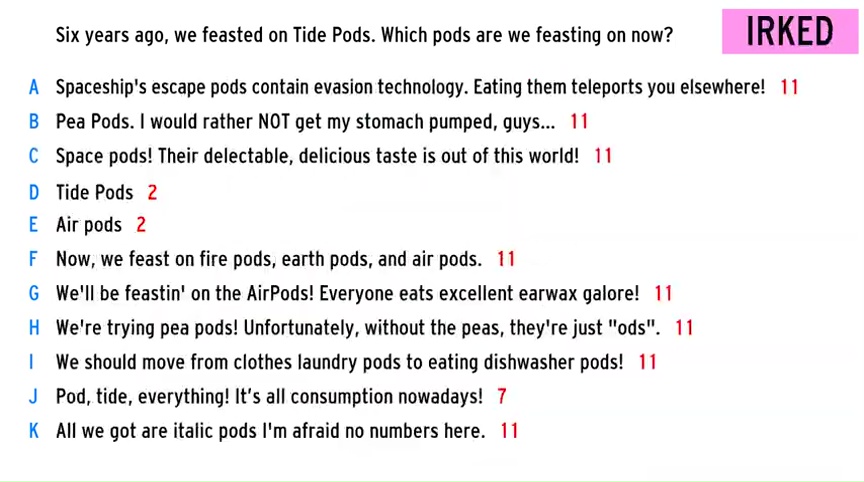 Six years ago, we feasted on Tide Pods. Which pods are we feasting on now?
IRKED
A Spaceship's escape pods contain evasion technology. Eating them teleports you elsewhere! 11
B Pea Pods. I would rather NOT get my stomach pumped, guys... 11
C Space pods! Their delectable, delicious taste is out of this world! 11
D Tide Pods 2
E Air pods 2
F Now, we feast on fire pods, earth pods, and air pods. 11
G We'll be feastin' on the AirPods! Everyone eats excellent earwax galore! 11
H We're trying pea pods! Unfortunately, without the peas, they're just "ods". 11
I We should move from clothes laundry pods to eating dishwasher pods! 11
J Pod, tide, everything! It’s all consumption nowadays! 7
K All we got are italic pods I'm afraid no numbers here. 11